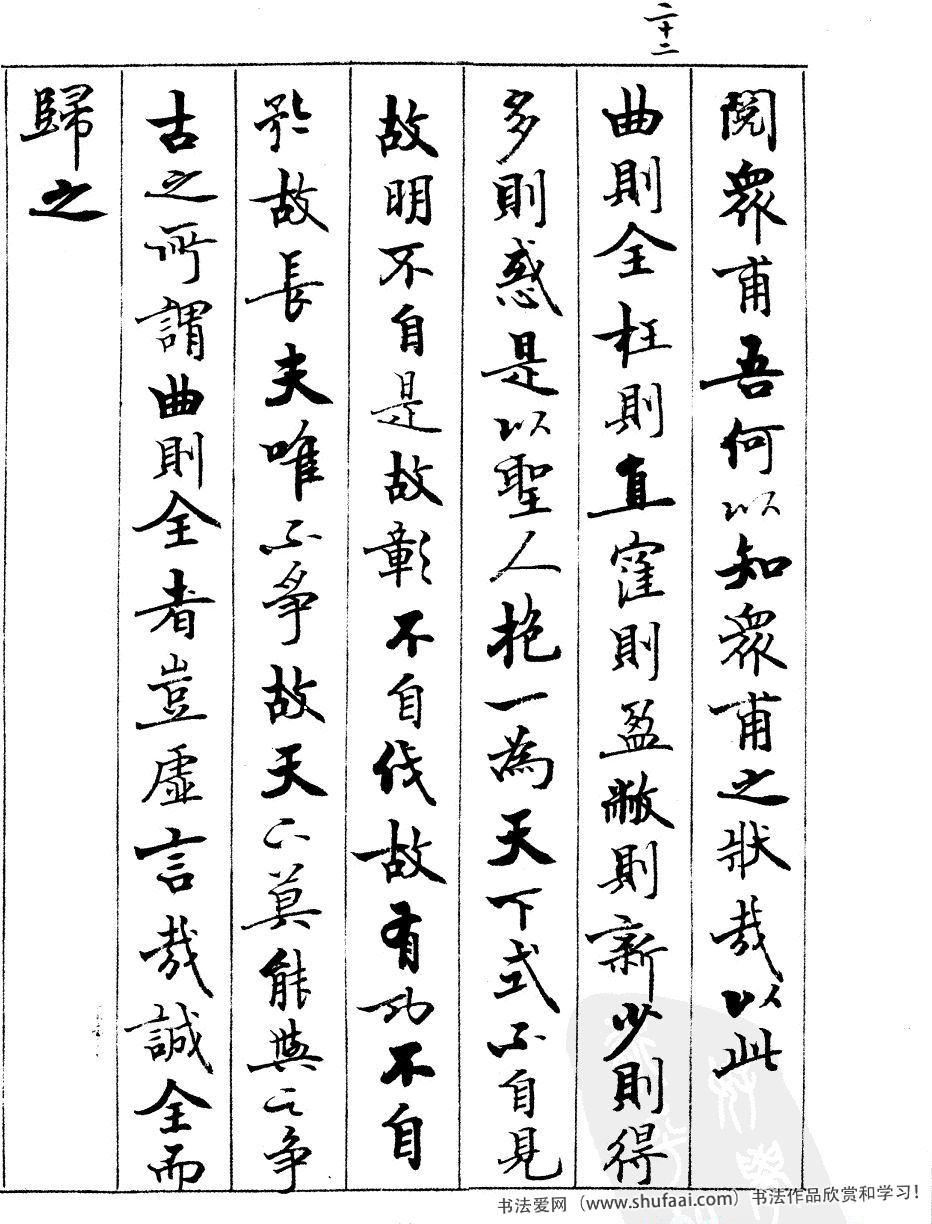 二十二
閱衆甫吾何以知衆甫之狀哉以此
曲則全枉則直窪則盈敝則新少則得
多則惑是以聖人抱一為天下式不自見
故明不自是故彰不自伐故有功不自
矜故長夫唯不爭故天下莫能與之爭
古之所謂曲則全者豈虛言哉誠全而
歸之
书法爱网（www.shufaai.com）书法作品欣赏和学习！